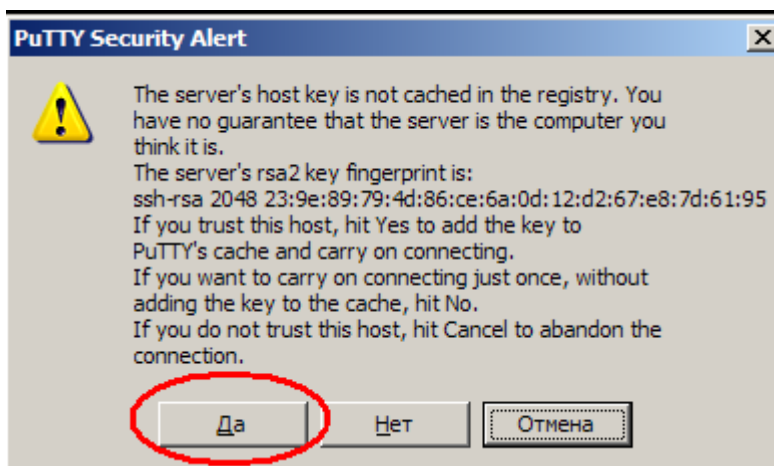 PuTTY Security Alert
The server's host key is not cached in the registry. You
have no guarantee that the server is the computer you
think it is.
The server's rsa2 key fingerprint is:
ssh-rsa 2048 23:9e:89:79:4d:86:ce:6a:0d:12:d2:67:e8:7d:61:95
If you trust this host, hit Yes to add the key to
PuTTY's cache and carry on connecting.
If you want to carry on connecting just once, without
adding the key to the cache, hit No.
If you do not trust this host, hit Cancel to abandon the
connection.
Да Нет Отмена